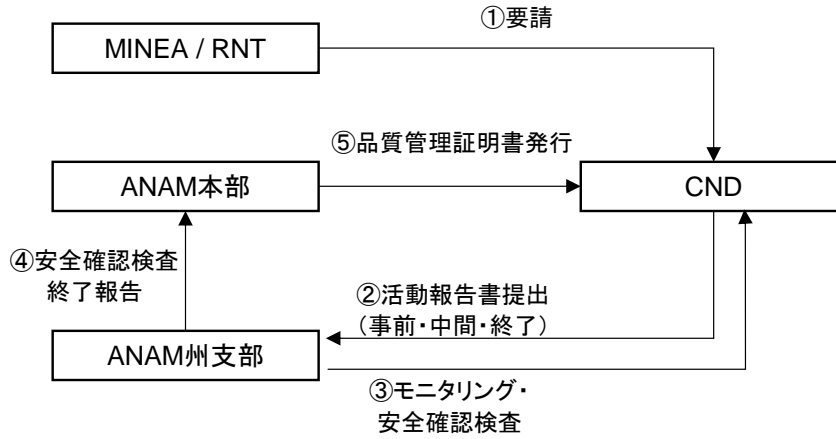 ①要請
MINEA / RNT
⑤品質管理証明書発行
ANAM本部
CND
④安全確認検査
終了報告
②活動報告書提出
（事前・中間・終了）
ANAM州支部
③モニタリング・
安全確認検査